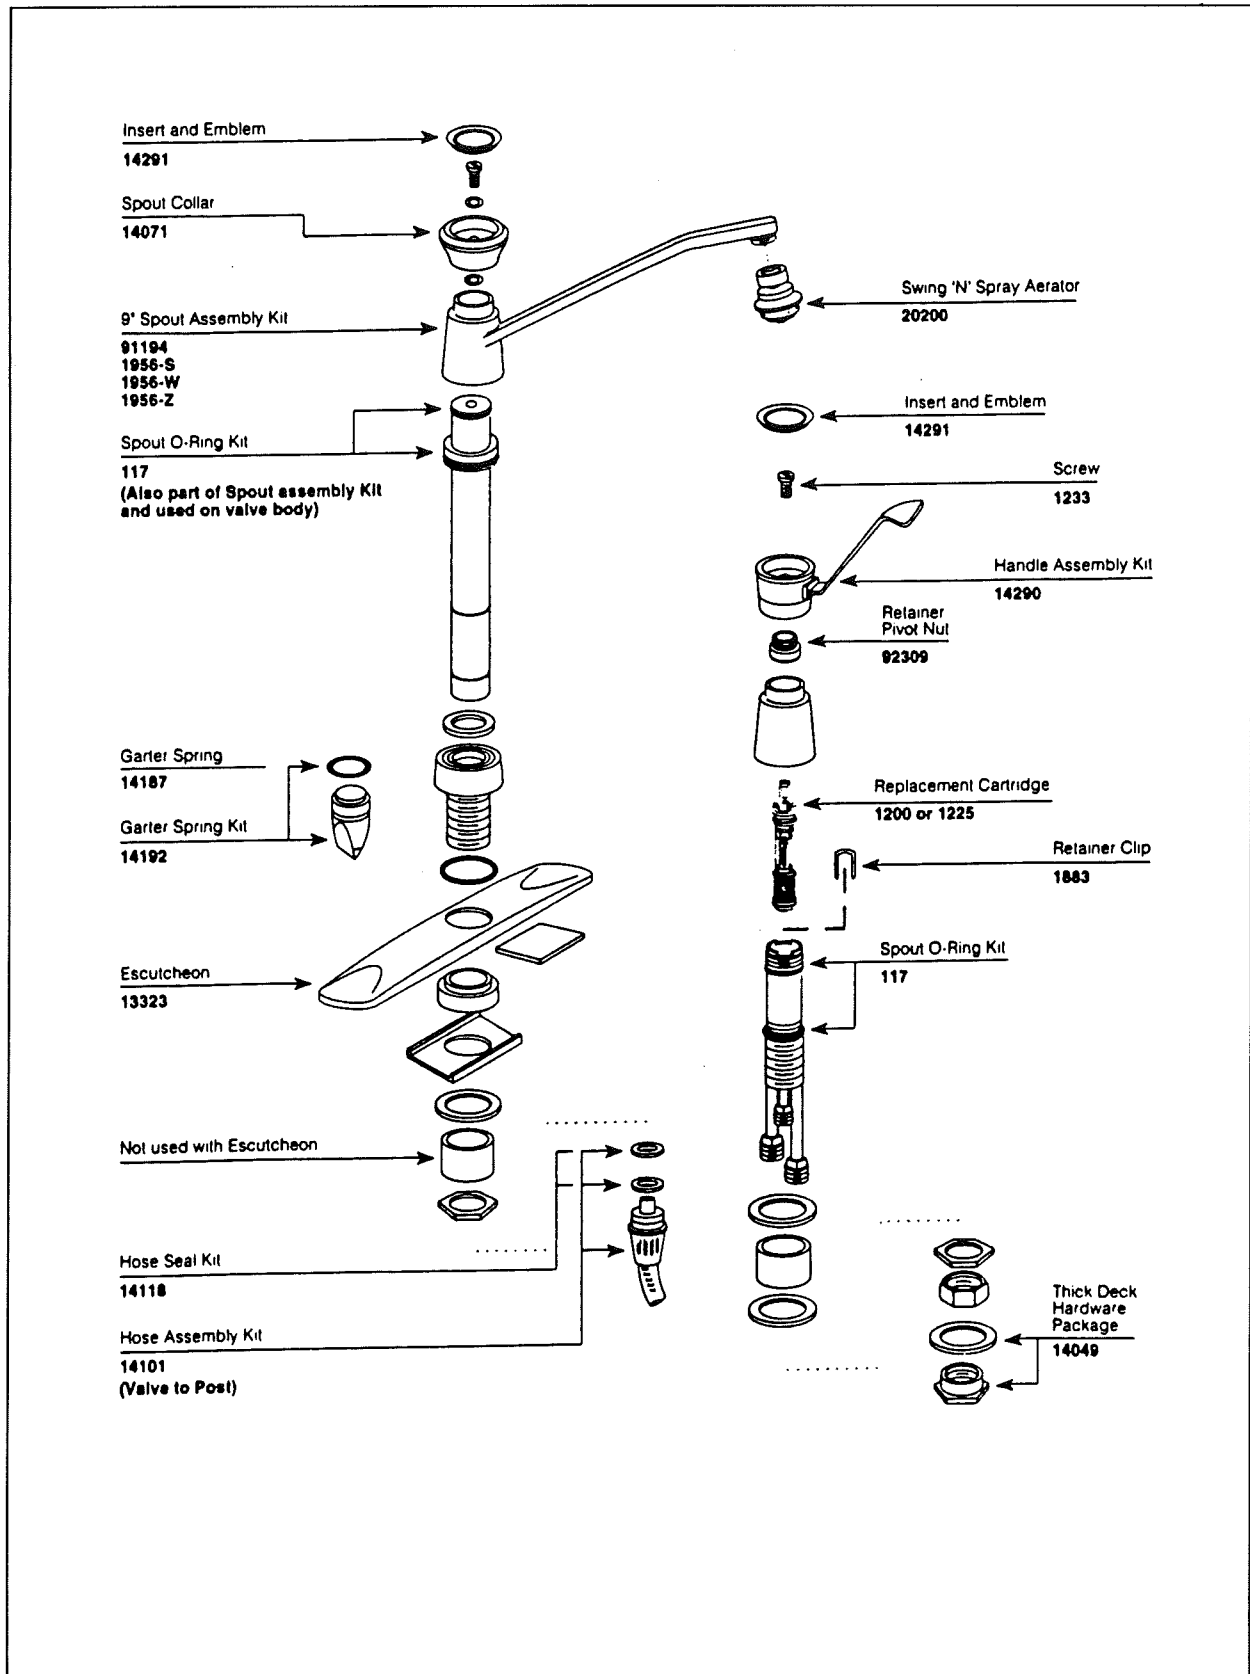 Insert and Emblem
14291
Spout Collar
14071
9" Spout Assembly Kit
91194
1956-S
1956-W
1956-Z
Spout O-Ring Kit
117
(Also part of Spout assembly Kit
and used on valve body)
Garter Spring
14187
Garter Spring Kit
14192
Escutcheon
13323
Not used with Escutcheon
Hose Seal Kit
14118
Hose Assembly Kit
14101
(Valve to Post)
Swing 'N' Spray Aerator
20200
Insert and Emblem
14291
Screw
1233
Handle Assembly Kit
14290
Retainer
Pivot Nut
92309
Replacement Cartridge
1200 or 1225
Retainer Clip
1883
Spout O-Ring Kit
117
Thick Deck
Hardware
Package
14049